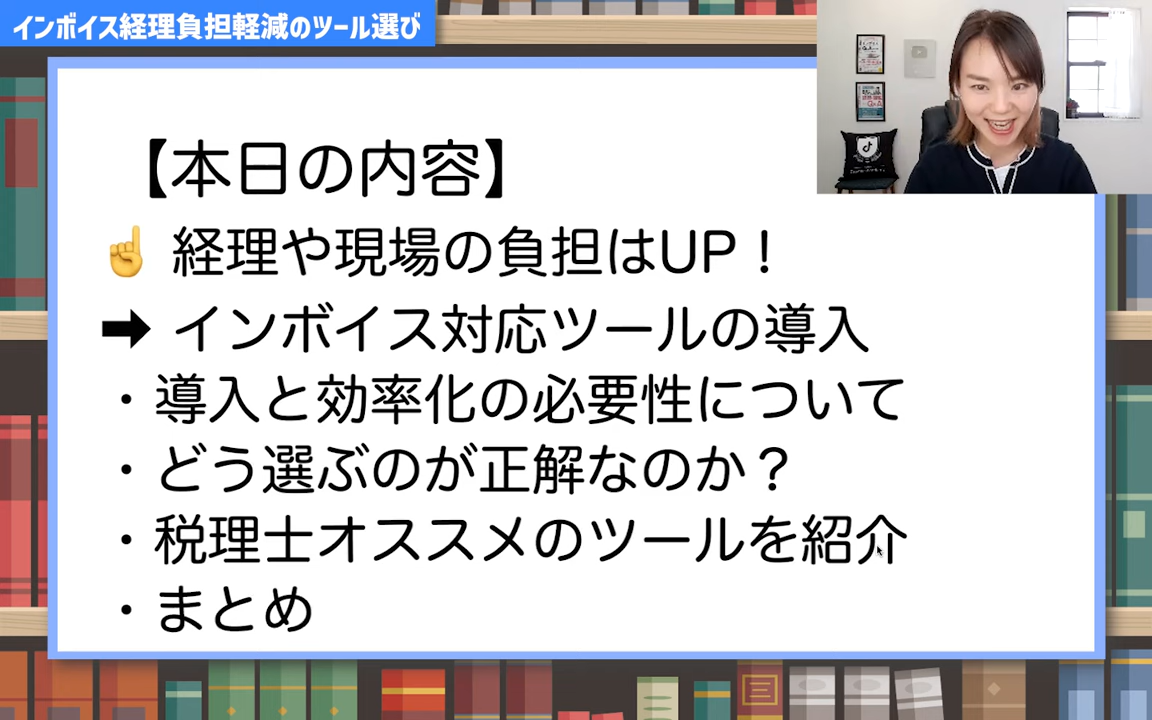 インボイス経理負担軽減のツール選び
【本日の内容】
☝ 経理や現場の負担はUP！
➡ インボイス対応ツールの導入
・導入と効率化の必要性について
・どう選ぶのが正解なのか？
・税理士オススメのツールを紹介
・まとめ
Q&A